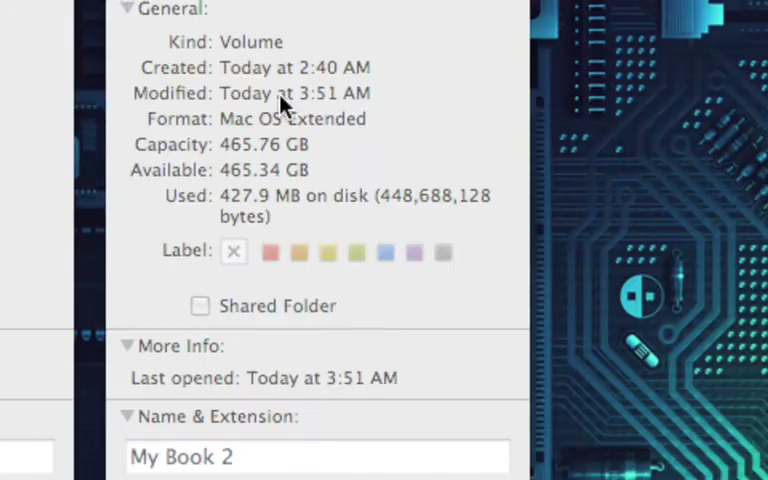 General:
Kind: Volume
Created: Today at 2:40 AM
Modified: Today at 3:51 AM
Format: Mac OS Extended
Capacity: 465.76 GB
Available: 465.34 GB
Used: 427.9 MB on disk (448,688,128
bytes)
Label:
Shared Folder
More Info:
Last opened: Today at 3:51 AM
Name & Extension:
My Book 2